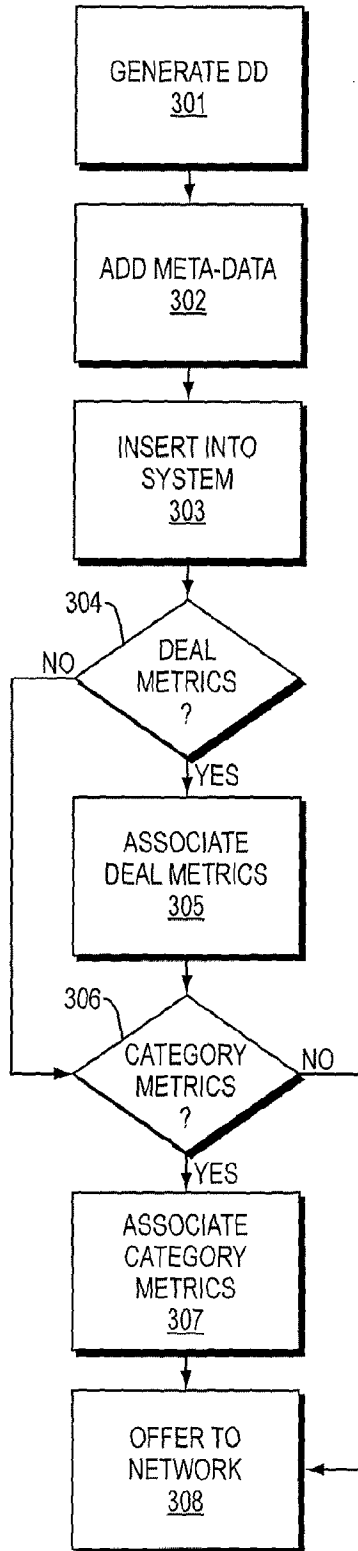 GENERATE DD
301
ADD META-DATA
302
INSERT INTO
SYSTEM
303
304
DEAL
METRICS
?
NO
YES
ASSOCIATE
DEAL METRICS
305
306
CATEGORY
METRICS
?
NO
YES
ASSOCIATE
CATEGORY
METRICS
307
OFFER TO
NETWORK
308